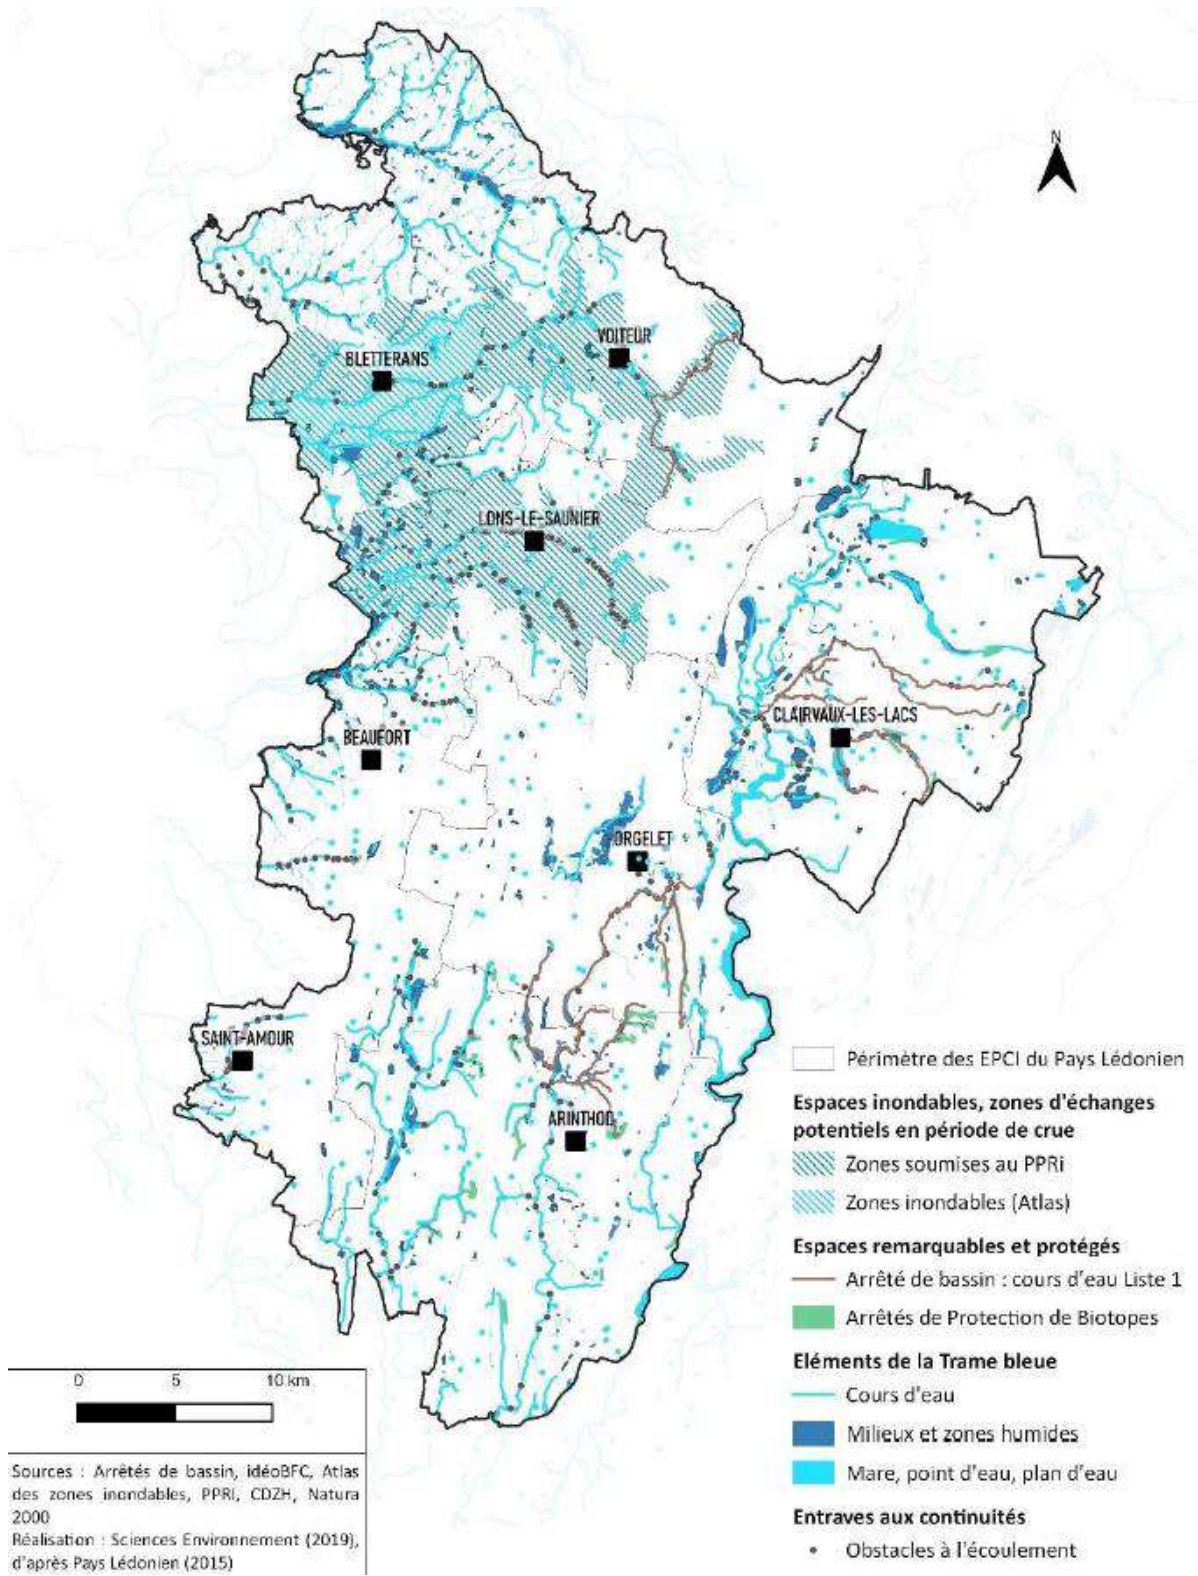 N
VOITEUR
BLETTERANS
LONS-LE-SAUNIER
CLAIRVAUX-LES-LACS
BEAUFORT
ORGELET
SAINT-AMOUR
ARINTHOD
Périmètre des EPCI du Pays Lédonien
Espaces inondables, zones d'échanges
potentiels en période de crue
Zones soumises au PPRi
Zones inondables (Atlas)
Espaces remarquables et protégés
Arrêté de bassin : cours d'eau Liste 1
Arrêtés de Protection de Biotopes
Eléments de la Trame bleue
Cours d'eau
Milieux et zones humides
Mare, point d'eau, plan d'eau
Entraves aux continuités
Obstacles à l'écoulement
0 5 10 km
Sources : Arrêtés de bassin, idéoBFC, Atlas
des zones inondables, PPRI, CDZH, Natura
2000
Réalisation : Sciences Environnement (2019),
d'après Pays Lédonien (2015)